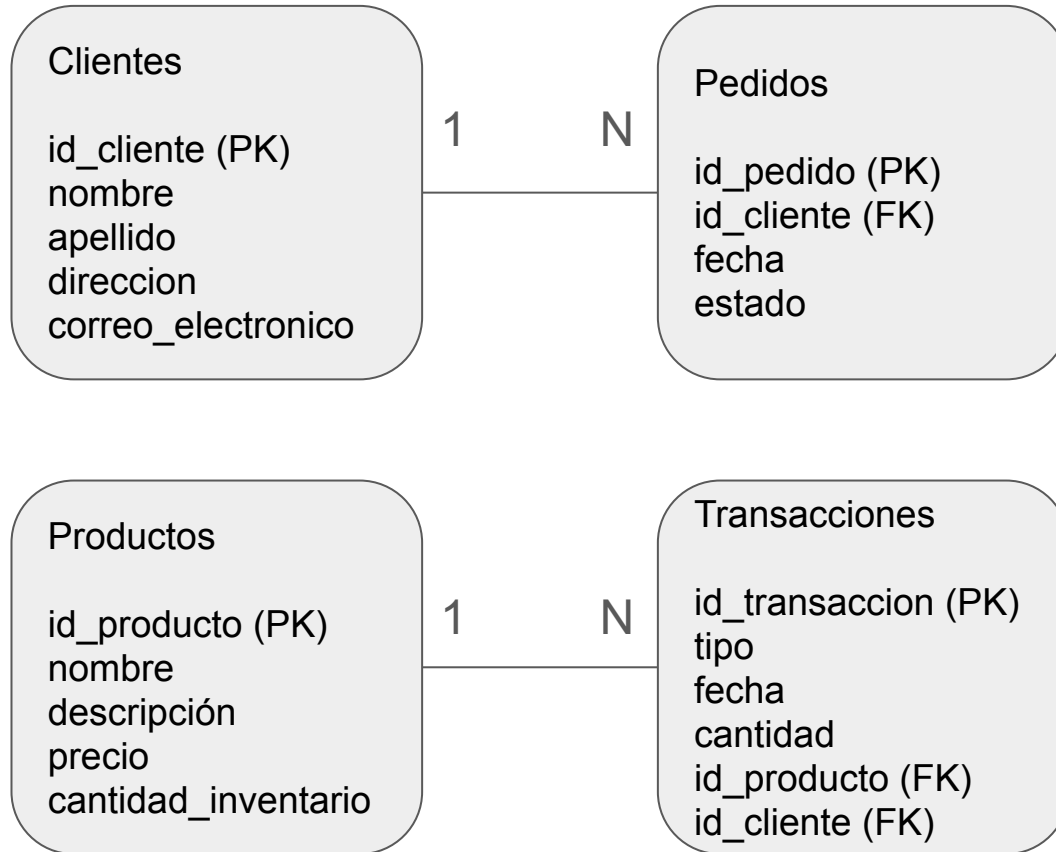 Clientes
id_cliente (PK)
nombre
apellido
direccion
correo_electronico
1
N
Pedidos
id_pedido (PK)
id_cliente (FK)
fecha
estado
Productos
id_producto (PK)
nombre
descripción
precio
cantidad_inventario
1
N
Transacciones
id_transaccion (PK)
tipo
fecha
cantidad
id_producto (FK)
id_cliente (FK)